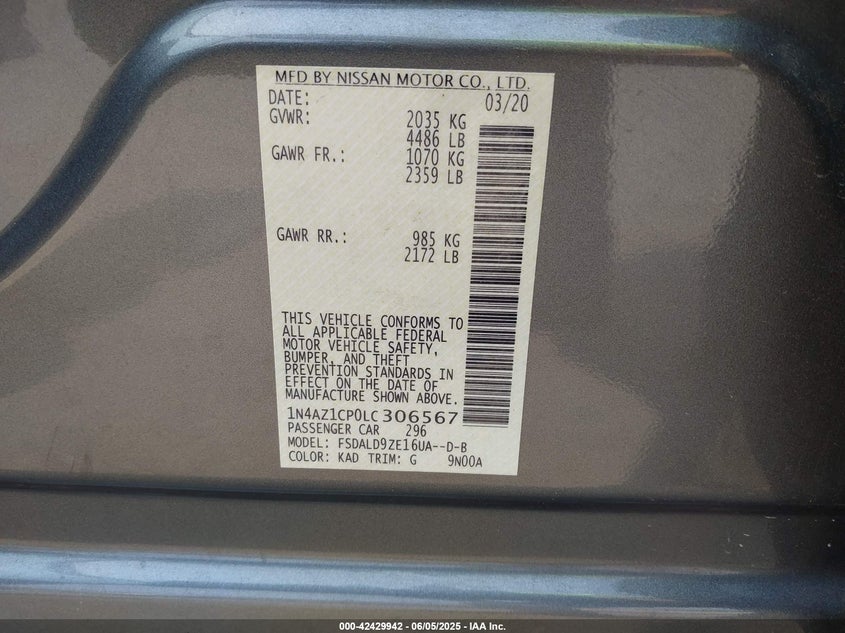 MFD BY NISSAN MOTOR CO., LTD.
DATE: 03/20
GVWR: 2035 KG
4486 LB
GAWR FR.: 1070 KG
2359 LB
GAWR RR.: 985 KG
2172 LB
THIS VEHICLE CONFORMS TO
ALL APPLICABLE FEDERAL
MOTOR VEHICLE SAFETY,
BUMPER, AND THEFT
PREVENTION STANDARDS IN
EFFECT ON THE DATE OF
MANUFACTURE SHOWN ABOVE.
1N4AZ1CP0LC306567
PASSENGER CAR 296
MODEL: FSDALD9ZE16UA--D-B
COLOR: KAD TRIM: G 9N00A
000-42429942 - 06/05/2025 - IAA Inc.